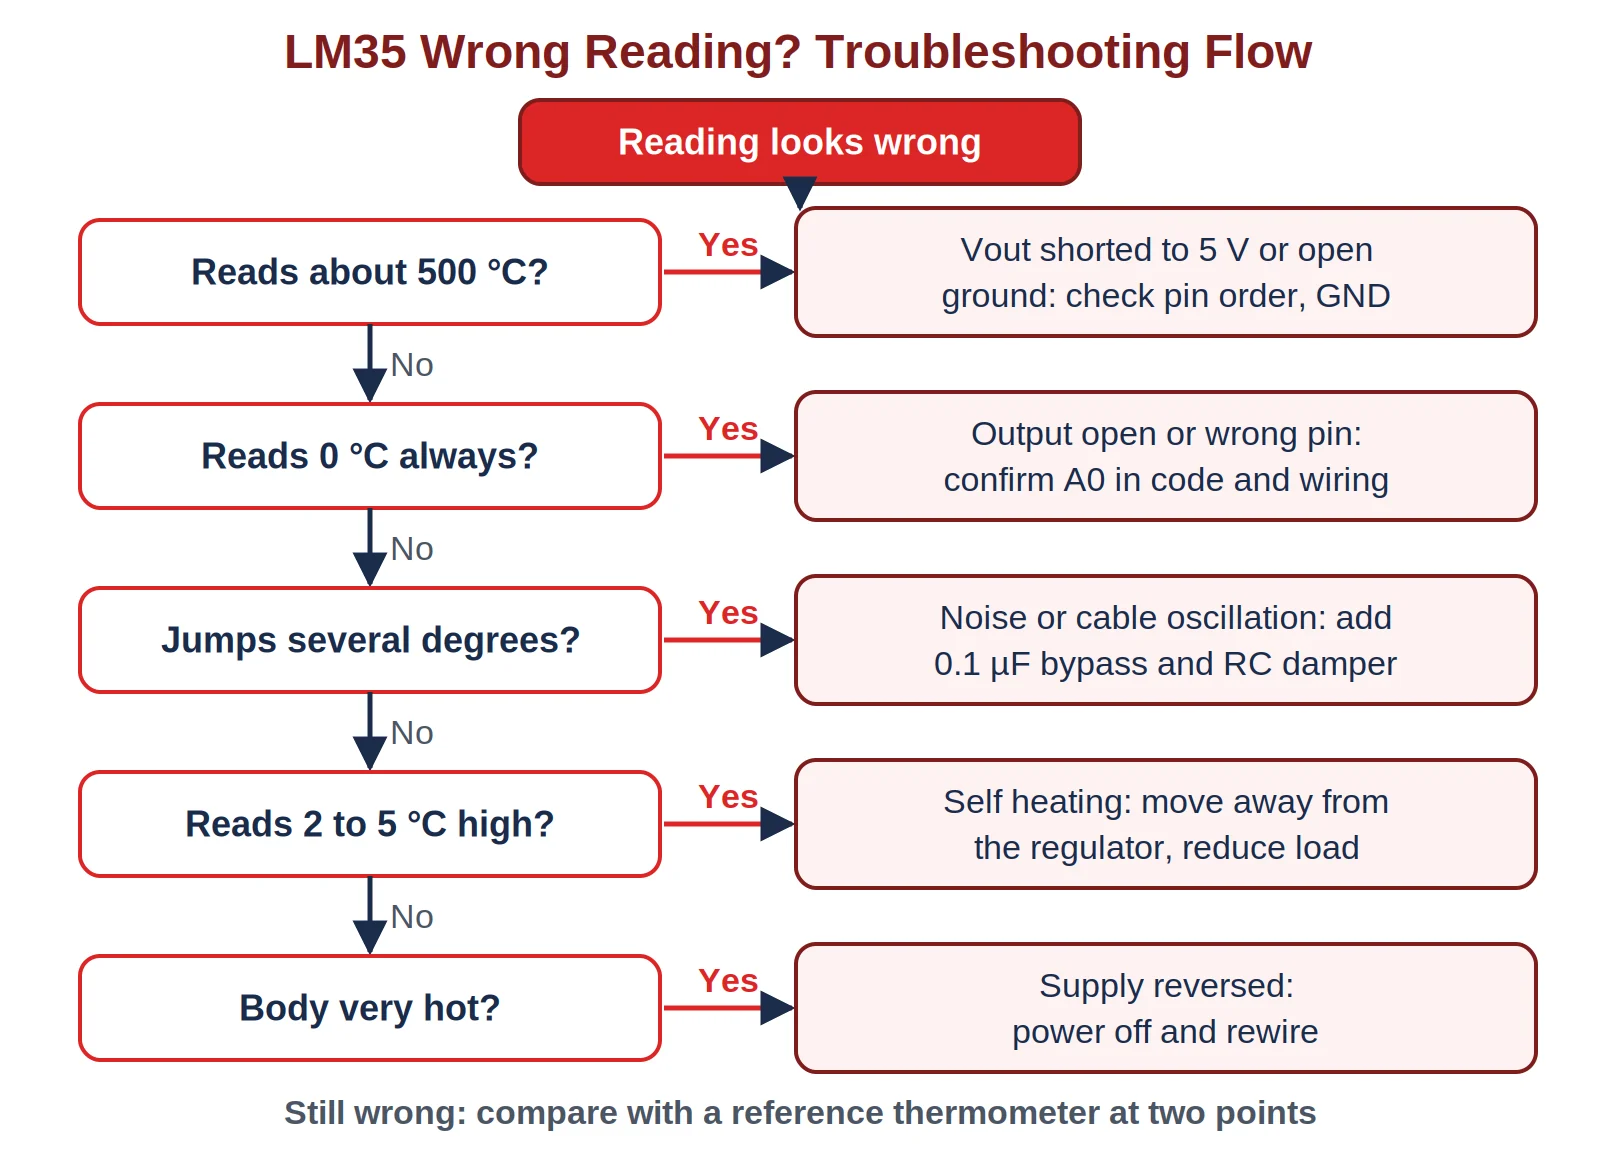 LM35 Wrong Reading? Troubleshooting Flow
Reading looks wrong
Reads about 500 °C?
Yes
Vout shorted to 5 V or open
ground: check pin order, GND
No
Reads 0 °C always?
Yes
Output open or wrong pin:
confirm A0 in code and wiring
No
Jumps several degrees?
Yes
Noise or cable oscillation: add
0.1 µF bypass and RC damper
No
Reads 2 to 5 °C high?
Yes
Self heating: move away from
the regulator, reduce load
No
Body very hot?
Yes
Supply reversed:
power off and rewire
Still wrong: compare with a reference thermometer at two points